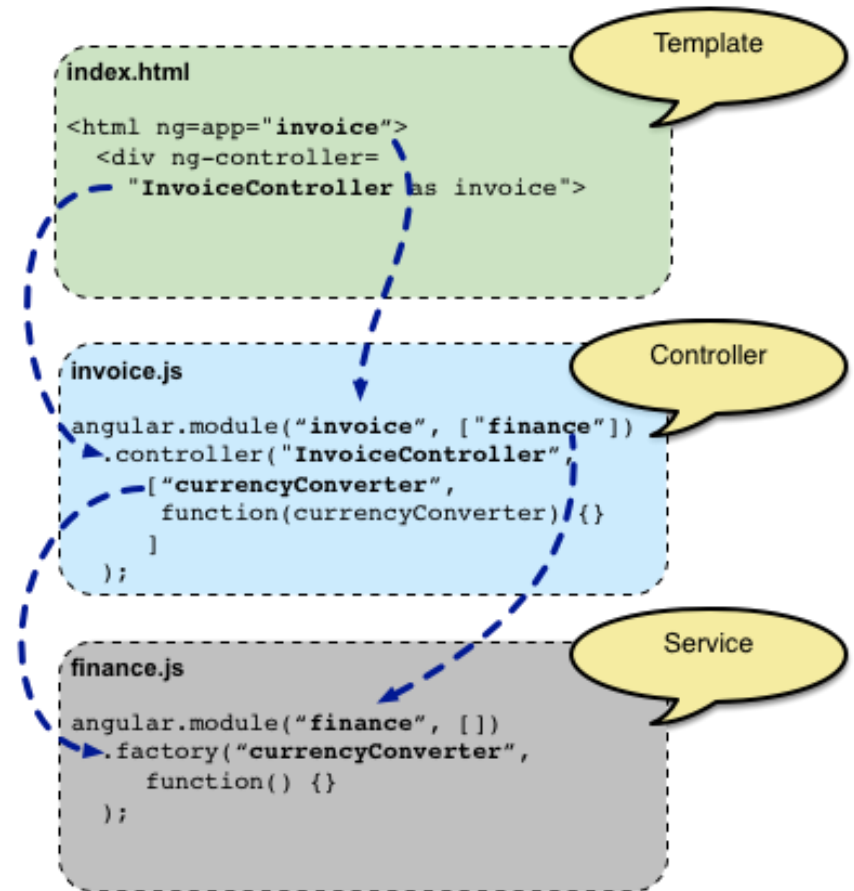 Template
index.html
<html ng=app="invoice”>
<div ng-controller=
"InvoiceController as invoice">
Controller
invoice.js
angular.module(“invoice”, ["finance”])
.controller("InvoiceController”,
[“currencyConverter”,
function(currencyConverter) {}
]
);
Service
finance.js
angular.module(“finance”, [])
.factory(“currencyConverter”,
function() {}
);